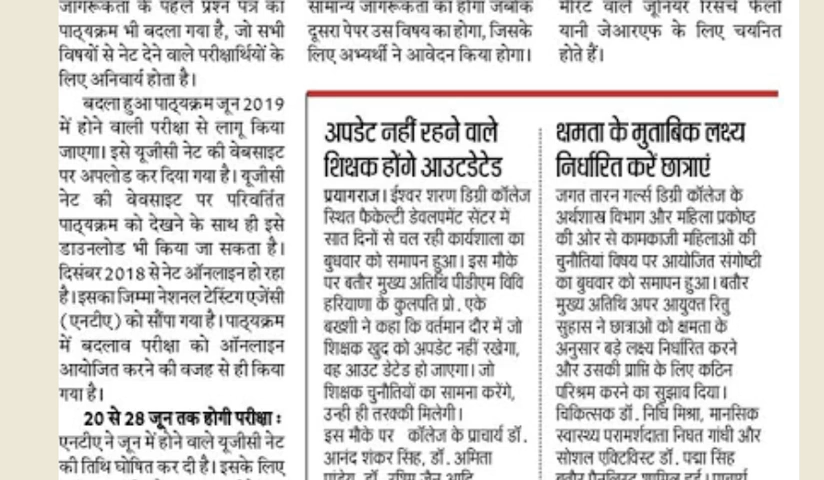 जागरूकता के पहले प्रश्न पत्र का
पाठ्यक्रम भी बदला गया है, जो सभी
विषयों से नेट देने वाले परीक्षार्थियों के
लिए अनिवार्य होता है।
बदला हुआ पाठ्यक्रम जून 2019
में होने वाली परीक्षा से लागू किया
जाएगा। इसे यूजीसी नेट की वेबसाइट
पर अपलोड कर दिया गया है। यूजीसी
नेट की वेवसाइट पर परिवर्तित
पाठ्यक्रम को देखने के साथ ही इसे
डाउनलोड भी किया जा सकता है।
दिसंबर 2018 से नेट ऑनलाइन हो रहा
है। इसका जिम्मा नेशनल टेस्टिंग एजेंसी
(एनटीए) को सौंपा गया है। पाठ्यक्रम
में बदलाव परीक्षा को ऑनलाइन
आयोजित करने की वजह से ही किया
गया है।
20 से 28 जून तक होगी परीक्षा :
एनटीए ने जून में होने वाले यूजीसी नेट
की तिथि घोषित कर दी है। इसके लिए
सामान्य जागरूकता का होगा जबकि
दूसरा पेपर उस विषय का होगा, जिसके
लिए अभ्यर्थी ने आवेदन किया होगा।
मेरिट वाले जूनियर रिसर्च फेलो
यानी जेआरएफ के लिए चयनित
होते हैं।
अपडेट नहीं रहने वाले
शिक्षक होंगे आउटडेटेड
प्रयागराज। ईश्वर शरण डिग्री कॉलेज
स्थित फैकेल्टी डेवलपमेंट सेंटर में
सात दिनों से चल रही कार्यशाला का
बुधवार को समापन हुआ। इस मौके
पर बतौर मुख्य अतिथि पीडीएम विवि
हरियाणा के कुलपति प्रो. एके
बख्शी ने कहा कि वर्तमान दौर में जो
शिक्षक खुद को अपडेट नहीं रखेगा,
वह आउट डेटेड हो जाएगा। जो
शिक्षक चुनौतियों का सामना करेंगे,
उन्ही ही तरक्की मिलेगी।
इस मौके पर कॉलेज के प्राचार्य डॉ.
आनंद शंकर सिंह, डॉ. अमिता
पांडेय, डॉ. रश्मि जैन आदि
क्षमता के मुताबिक लक्ष्य
निर्धारित करें छात्राएं
जगत तारन गर्ल्स डिग्री कॉलेज के
अर्थशास्त्र विभाग और महिला प्रकोष्ठ
की ओर से कामकाजी महिलाओं की
चुनौतियां विषय पर आयोजित संगोष्टी
का बुधवार को समापन हुआ। बतौर
मुख्य अतिथि अपर आयुक्त रितु
सुहास ने छात्राओं को क्षमता के
अनुसार बड़े लक्ष्य निर्धारित करने
और उसकी प्राप्ति के लिए कठिन
परिश्रम करने का सुझाव दिया।
चिकित्सक डॉ. निधि मिश्रा, मानसिक
स्वास्थ्य परामर्शदाता निधत गांधी और
सोशल एक्टिविस्ट डॉ. पद्मा सिंह
बतौर पैनलिस्ट शामिल हुईं। प्राचार्य